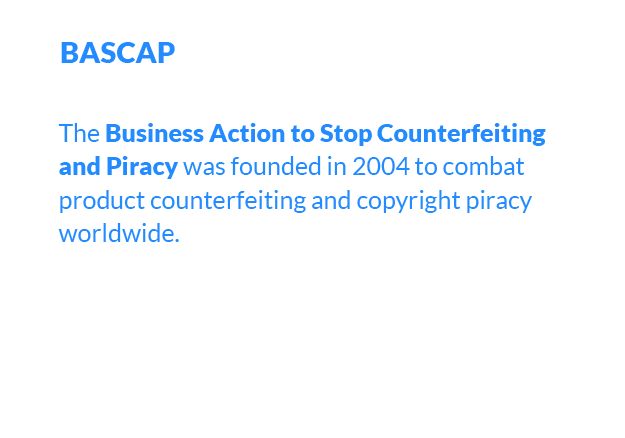 BASCAP
The Business Action to Stop Counterfeiting
and Piracy was founded in 2004 to combat
product counterfeiting and copyright piracy
worldwide.